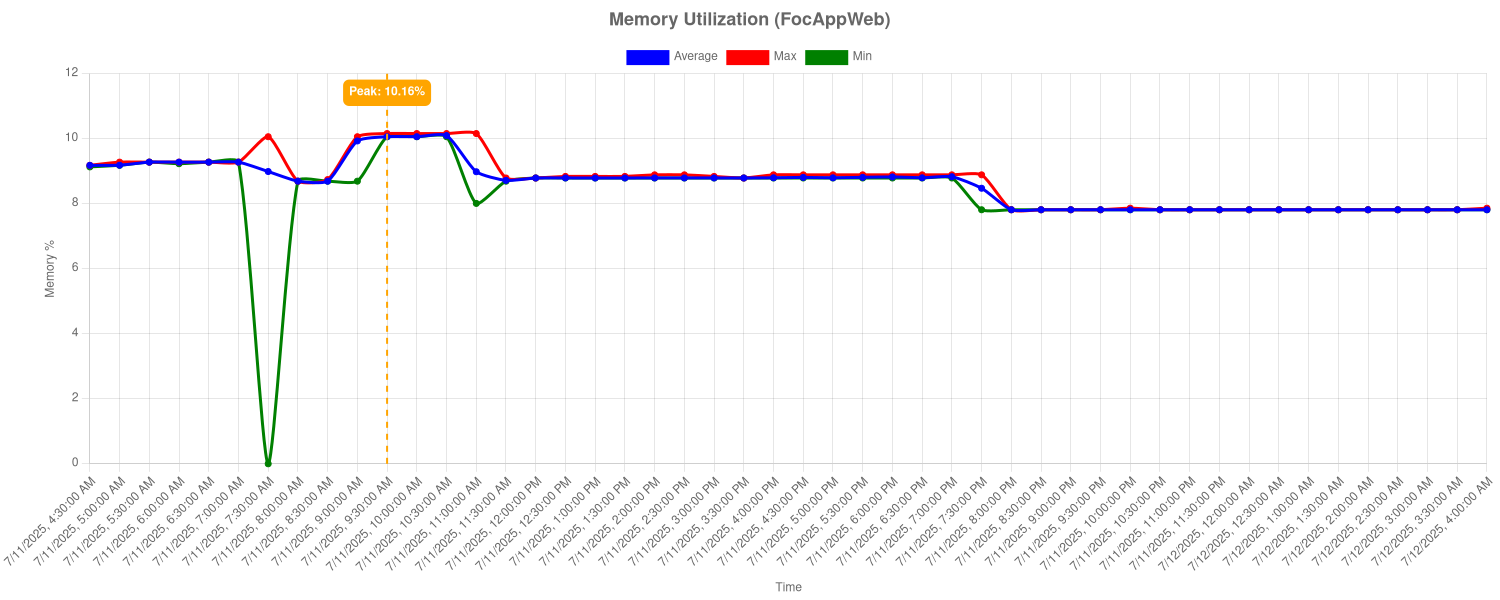 Memory Utilization (FocAppWeb)
Average Max Min
Peak: 10.16%
12
10
8
6
4
2
0
Memory %
7/11/2025, 4:30:00 AM
7/11/2025, 5:00:00 AM
7/11/2025, 5:30:00 AM
7/11/2025, 6:00:00 AM
7/11/2025, 6:30:00 AM
7/11/2025, 7:00:00 AM
7/11/2025, 7:30:00 AM
7/11/2025, 8:00:00 AM
7/11/2025, 8:30:00 AM
7/11/2025, 9:00:00 AM
7/11/2025, 9:30:00 AM
7/11/2025, 10:00:00 AM
7/11/2025, 10:30:00 AM
7/11/2025, 11:00:00 AM
7/11/2025, 11:30:00 AM
7/11/2025, 12:00:00 PM
7/11/2025, 12:30:00 PM
7/11/2025, 1:00:00 PM
7/11/2025, 1:30:00 PM
7/11/2025, 2:00:00 PM
7/11/2025, 2:30:00 PM
7/11/2025, 3:00:00 PM
7/11/2025, 3:30:00 PM
7/11/2025, 4:00:00 PM
7/11/2025, 4:30:00 PM
7/11/2025, 5:00:00 PM
7/11/2025, 5:30:00 PM
7/11/2025, 6:00:00 PM
7/11/2025, 6:30:00 PM
7/11/2025, 7:00:00 PM
7/11/2025, 7:30:00 PM
7/11/2025, 8:00:00 PM
7/11/2025, 8:30:00 PM
7/11/2025, 9:00:00 PM
7/11/2025, 9:30:00 PM
7/11/2025, 10:00:00 PM
7/11/2025, 10:30:00 PM
7/11/2025, 11:00:00 PM
7/11/2025, 11:30:00 PM
7/12/2025, 12:00:00 AM
7/12/2025, 12:30:00 AM
7/12/2025, 1:00:00 AM
7/12/2025, 1:30:00 AM
7/12/2025, 2:00:00 AM
7/12/2025, 2:30:00 AM
7/12/2025, 3:00:00 AM
7/12/2025, 3:30:00 AM
7/12/2025, 4:00:00 AM
Time